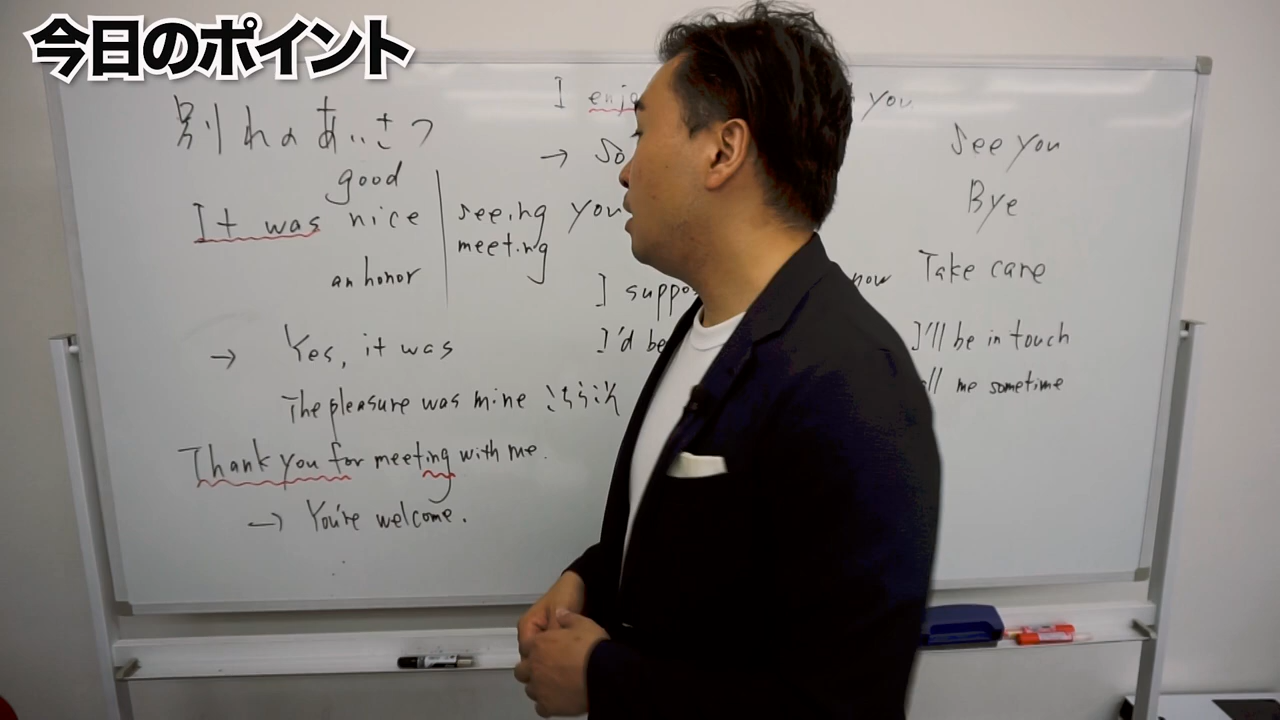 今日のポイント
別れのあいさつ
good
It was nice
an honor
seeing you
meeting
→ Yes, it was
The pleasure was mine こちらこそ
Thank you for meeting with me.
→ You're welcome.
I enjo you
→ So
I suppo now
I'd be
See you
Bye
Take care
I'll be in touch
ll me sometime